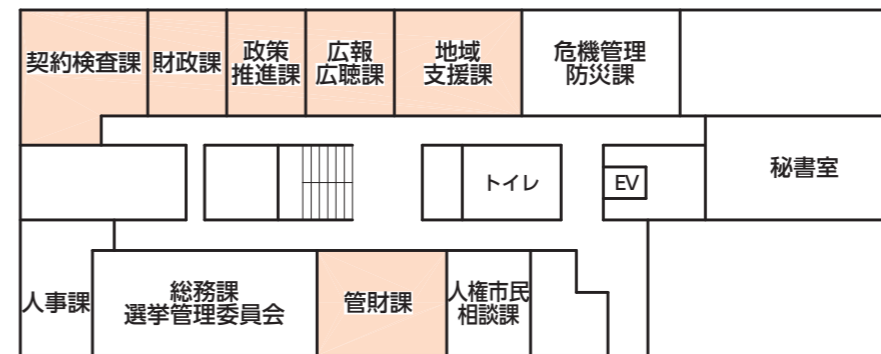 契約検査課
財政課
政策
推進課
広報
広聴課
地域
支援課
危機管理
防災課
秘書室
トイレ
EV
人事課
総務課
選挙管理委員会
管財課
人権市民
相談課